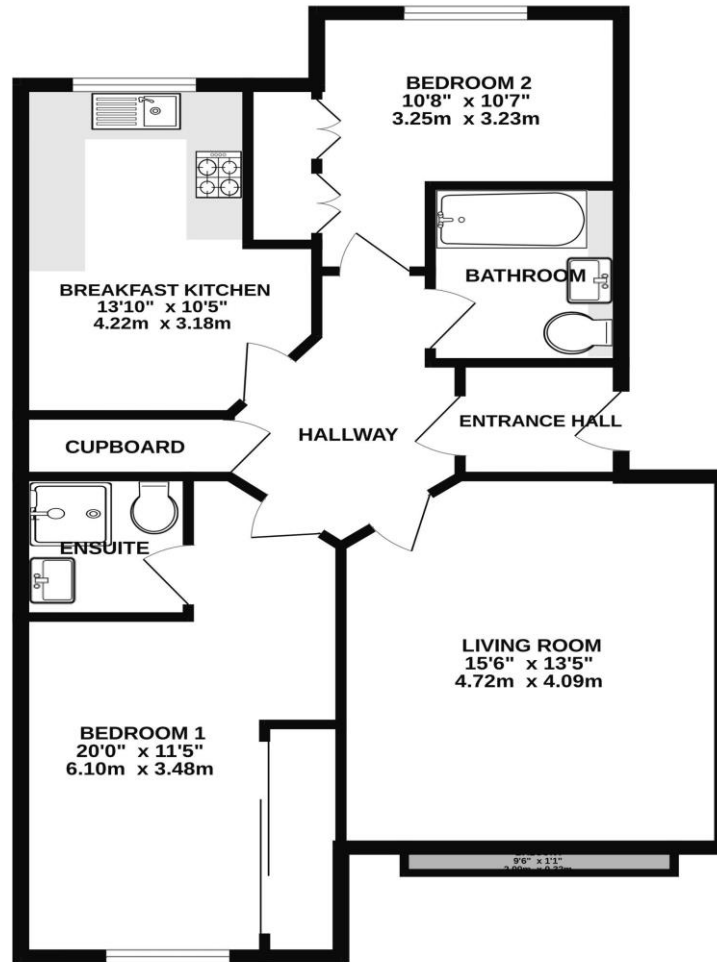 BEDROOM 2
10'8" x 10'7"
3.25m x 3.23m
BREAKFAST KITCHEN
13'10" x 10'5"
4.22m x 3.18m
BATHROOM
ENTRANCE HALL
HALLWAY
CUPBOARD
ENSUITE
LIVING ROOM
15'6" x 13'5"
4.72m x 4.09m
BEDROOM 1
20'0" x 11'5"
6.10m x 3.48m
9'6" x 1'1"